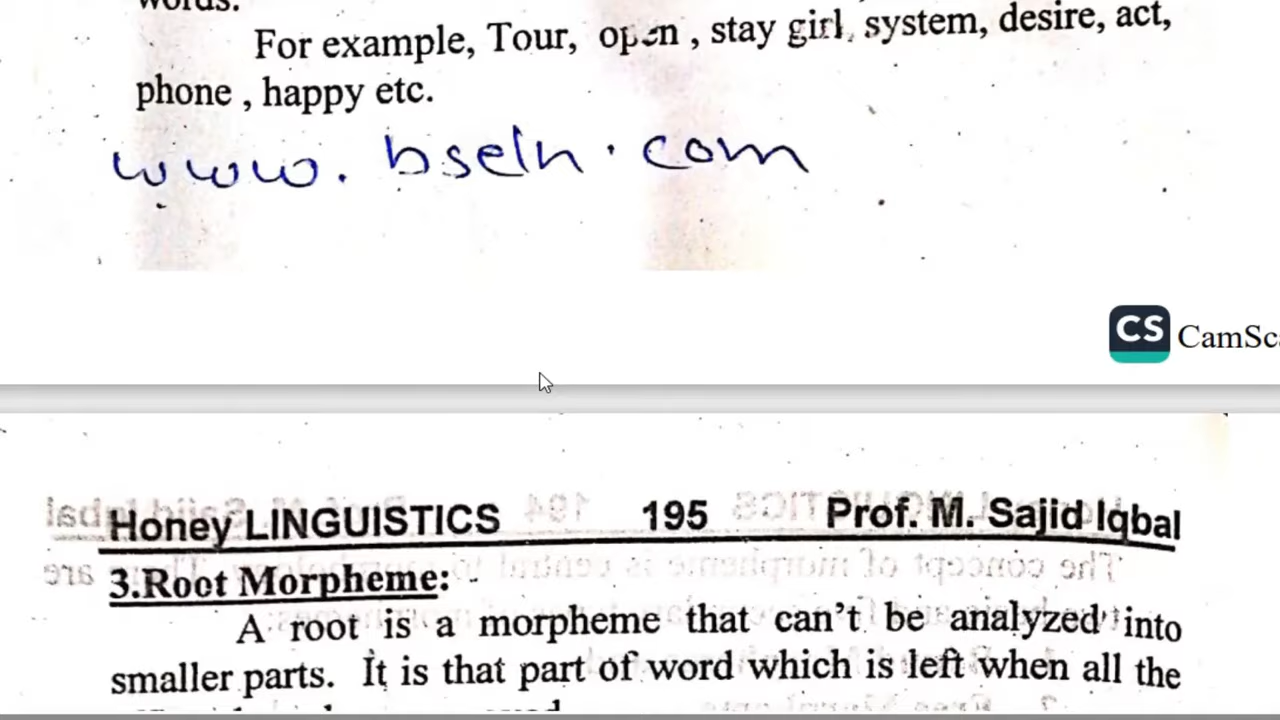 words.
For example, Tour, open , stay girl, system, desire, act,
phone , happy etc.
www. bseln . com
CS CamSc
Honey LINGUISTICS 195 Prof. M. Sajid Iqbal
3.Root Morpheme: -
A root is a morpheme that can't be analyzed into
smaller parts. It is that part of word which is left when all the